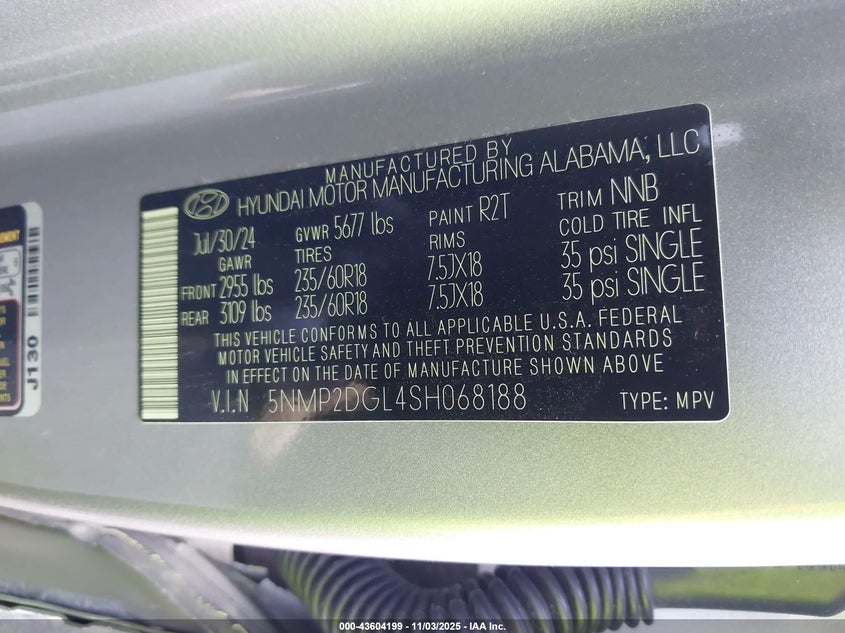 MANUFACTURED BY
HYUNDAI MOTOR MANUFACTURING ALABAMA, LLC
Jul/30/24 GVWR 5677 lbs PAINT R2T TRIM NNB
GAWR TIRES RIMS COLD TIRE INFL
FRONT 2955 lbs 235/60R18 7.5JX18 35 psi SINGLE
REAR 3109 lbs 235/60R18 7.5JX18 35 psi SINGLE
THIS VEHICLE CONFORMS TO ALL APPLICABLE U.S.A. FEDERAL
MOTOR VEHICLE SAFETY AND THEFT PREVENTION STANDARDS
IN EFFECT ON THE DATE OF MANUFACTURE SHOWN ABOVE
V.I.N 5NMP2DGL4SH068188 TYPE: MPV
J130
000-43604199 - 11/03/2025 - IAA Inc.